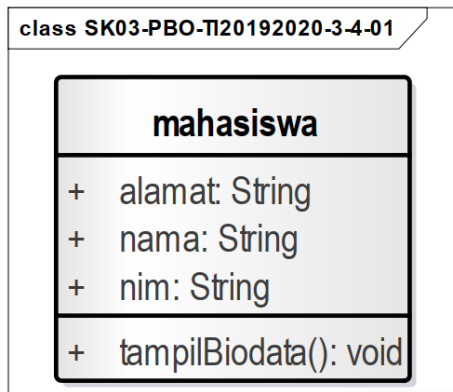 class SK03-PBO-TI20192020-3-4-01
mahasiswa
+ alamat: String
+ nama: String
+ nim: String
+ tampilBiodata(): void